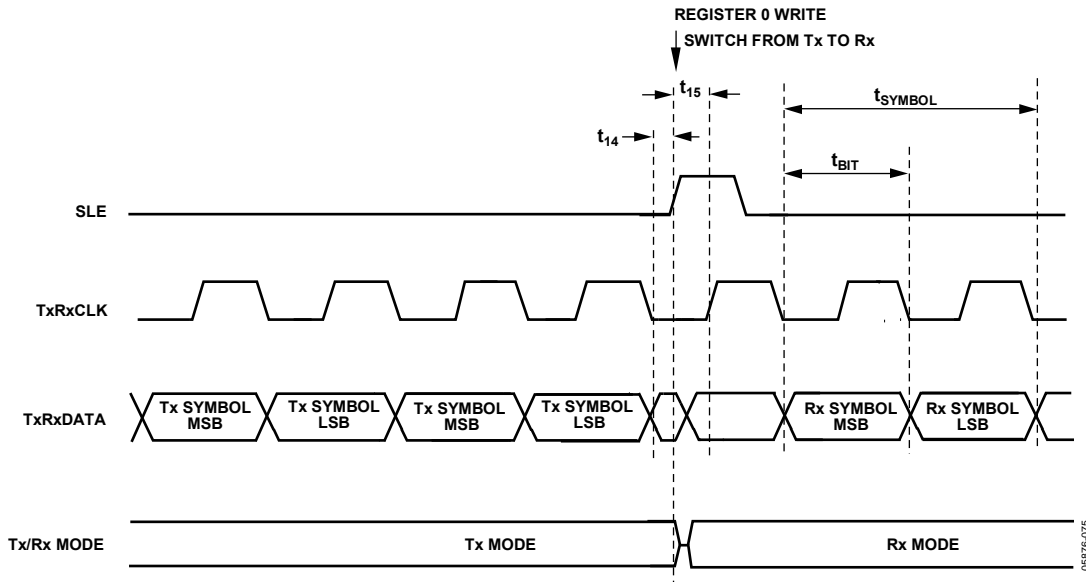 REGISTER 0 WRITE
SWITCH FROM Tx TO Rx
t15
tSYMBOL
t14
tBIT
SLE
TxRxCLK
TxRxDATA
Tx SYMBOL
MSB
Tx SYMBOL
LSB
Tx SYMBOL
MSB
Tx SYMBOL
LSB
Rx SYMBOL
MSB
Rx SYMBOL
LSB
Tx/Rx MODE
Tx MODE
Rx MODE
05876-075